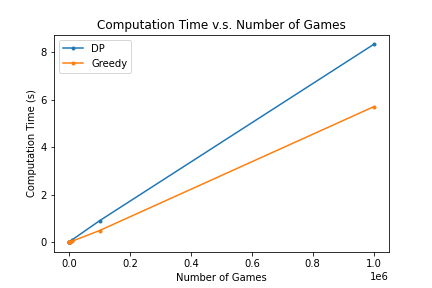 Computation Time v.s. Number of Games
DP
Greedy
Computation Time (s)
8
6
4
2
0
0.0 0.2 0.4 0.6 0.8 1.0
1e6
Number of Games